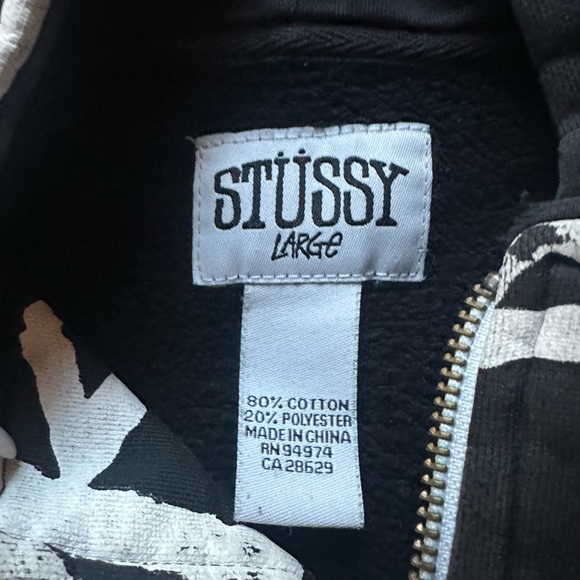 STÜSSY
LARGe
80% COTTON
20% POLYESTER
MADE IN CHINA
RN 94974
CA 28629